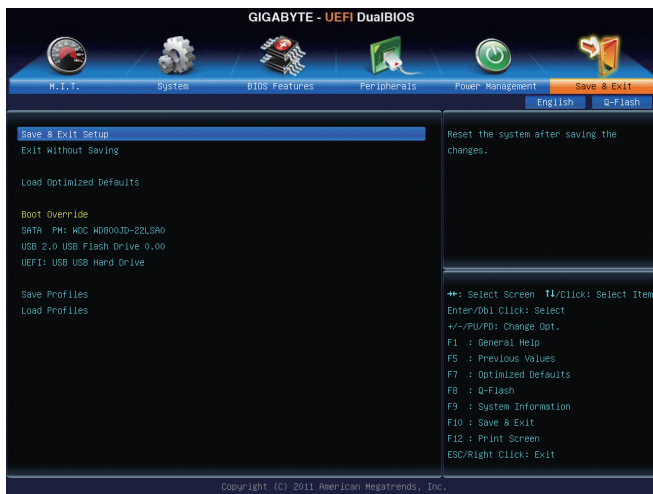 GIGABYTE - UEFI DualBIOS
M.I.T.
System
BIOS Features
Peripherals
Power Management
Save & Exit
English
Q-Flash
Save & Exit Setup
Exit Without Saving
Load Optimized Defaults
Boot Override
SATA PM: WDC WD800JD-22LSA0
USB 2.0 USB Flash Drive 0.00
UEFI: USB USB Hard Drive
Save Profiles
Load Profiles
Reset the system after saving the
changes.
→←: Select Screen ↑↓/Click: Select Item
Enter/Dbl Click: Select
+/-/PU/PD: Change Opt.
F1 : General Help
F5 : Previous Values
F7 : Optimized Defaults
F8 : Q-Flash
F9 : System Information
F10 : Save & Exit
F12 : Print Screen
ESC/Right Click: Exit
Copyright (C) 2011 American Megatrends, Inc.